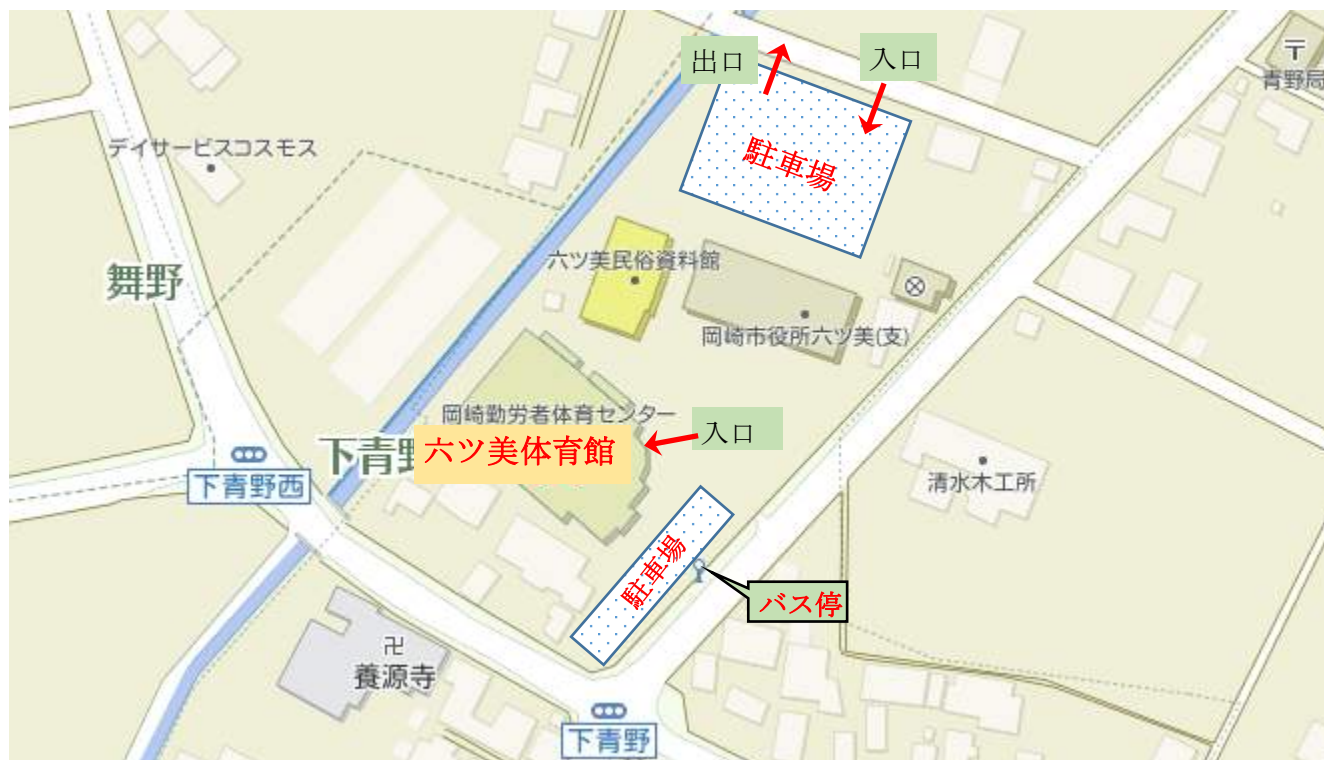 出口
入口
〒
青野局
デイサービスコスモス
駐車場
舞野
六ツ美民俗資料館
岡崎市役所六ツ美(支)
岡崎勤労者体育センター
入口
下青野
六ツ美体育館
下青野西
清水木工所
駐車場
バス停
卍
養源寺
下青野